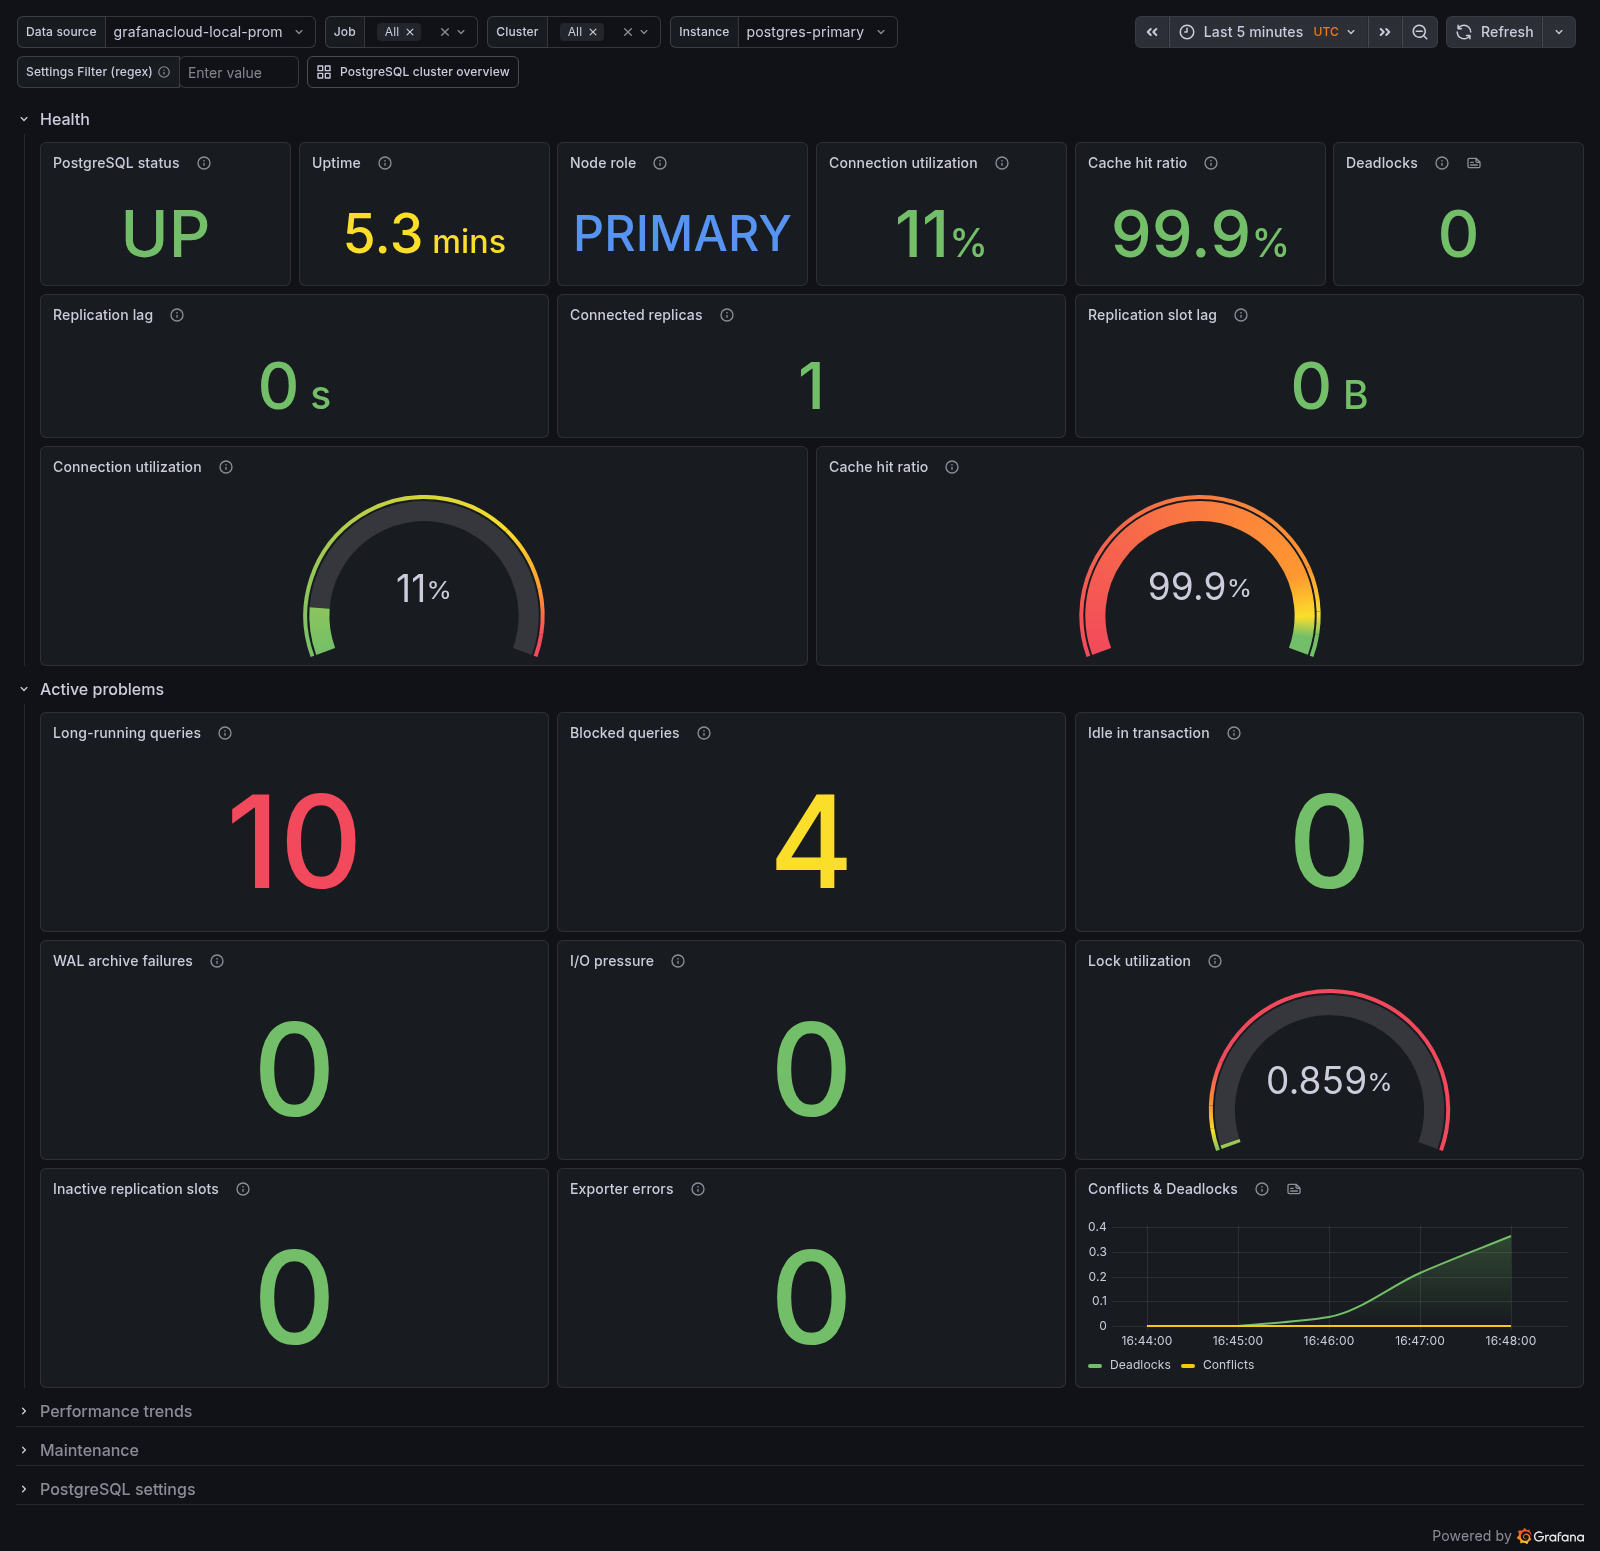 Data source grafanacloud-local-prom Job All Cluster All Instance postgres-primary Last 5 minutes UTC Refresh
Settings Filter (regex) Enter value PostgreSQL cluster overview
Health
PostgreSQL status Uptime Node role Connection utilization Cache hit ratio Deadlocks
UP 5.3 mins PRIMARY 11% 99.9% 0
Replication lag Connected replicas Replication slot lag
0 s 1 0 B
Connection utilization Cache hit ratio
11% 99.9%
Active problems
Long-running queries Blocked queries Idle in transaction
10 4 0
WAL archive failures I/O pressure Lock utilization
0 0 0.859%
Inactive replication slots Exporter errors Conflicts & Deadlocks
0 0
0.4
0.3
0.2
0.1
0
16:44:00 16:45:00 16:46:00 16:47:00 16:48:00
Deadlocks Conflicts
Performance trends
Maintenance
PostgreSQL settings
Powered by Grafana